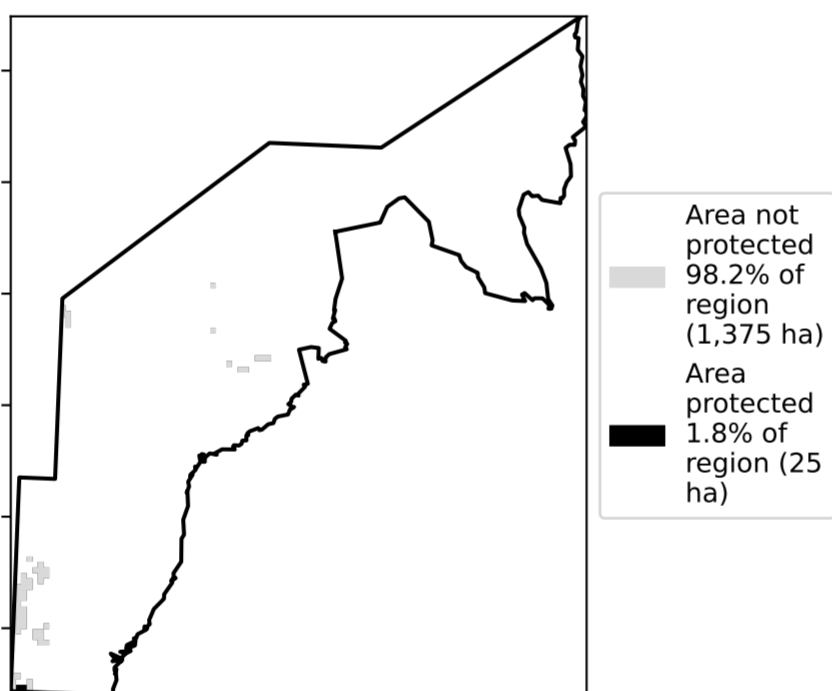 Area not
protected
98.2% of
region
(1,375 ha)
Area
protected
1.8% of
region (25
ha)